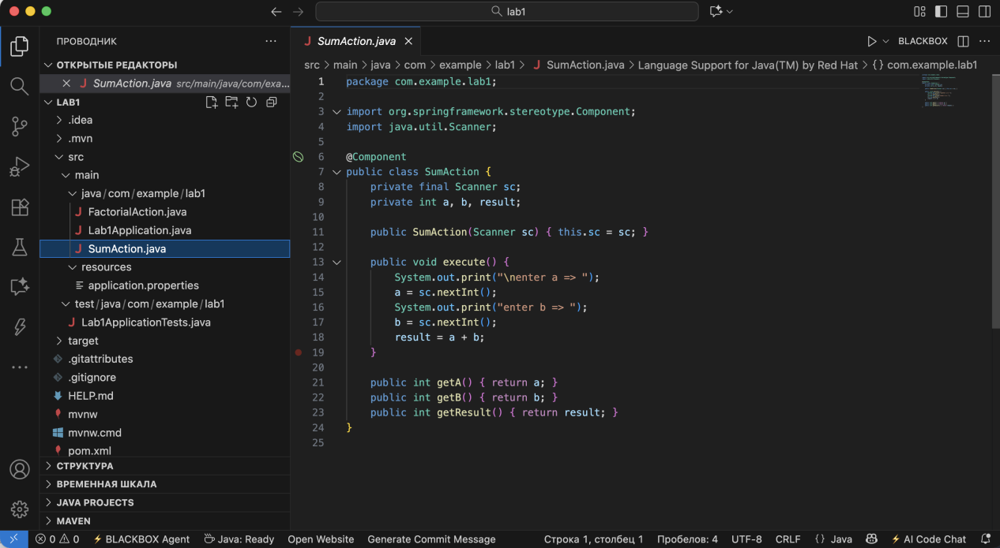 lab1
ПРОВОДНИК
ОТКРЫТЫЕ РЕДАКТОРЫ
SumAction.java src/main/java/com/exa...
LAB1
.idea
.mvn
src
main
java/com/example/lab1
FactorialAction.java
Lab1Application.java
SumAction.java
resources
application.properties
test/java/com/example/lab1
Lab1ApplicationTests.java
target
.gitattributes
.gitignore
HELP.md
mvnw
mvnw.cmd
pom.xml
СТРУКТУРА
ВРЕМЕННАЯ ШКАЛА
JAVA PROJECTS
MAVEN
SumAction.java
BLACKBOX
src > main > java > com > example > lab1 > SumAction.java > Language Support for Java(TM) by Red Hat > {} com.example.lab1
1 package com.example.lab1;
2
3 import org.springframework.stereotype.Component;
4 import java.util.Scanner;
5
6 @Component
7 public class SumAction {
8 private final Scanner sc;
9 private int a, b, result;
10
11 public SumAction(Scanner sc) { this.sc = sc; }
12
13 public void execute() {
14 System.out.print("\nenter a => ");
15 a = sc.nextInt();
16 System.out.print("enter b => ");
17 b = sc.nextInt();
18 result = a + b;
19 }
20
21 public int getA() { return a; }
22 public int getB() { return b; }
23 public int getResult() { return result; }
24 }
25
0 0 BLACKBOX Agent Java: Ready Open Website Generate Commit Message Строка 1, столбец 1 Пробелов: 4 UTF-8 CRLF {} Java AI Code Chat